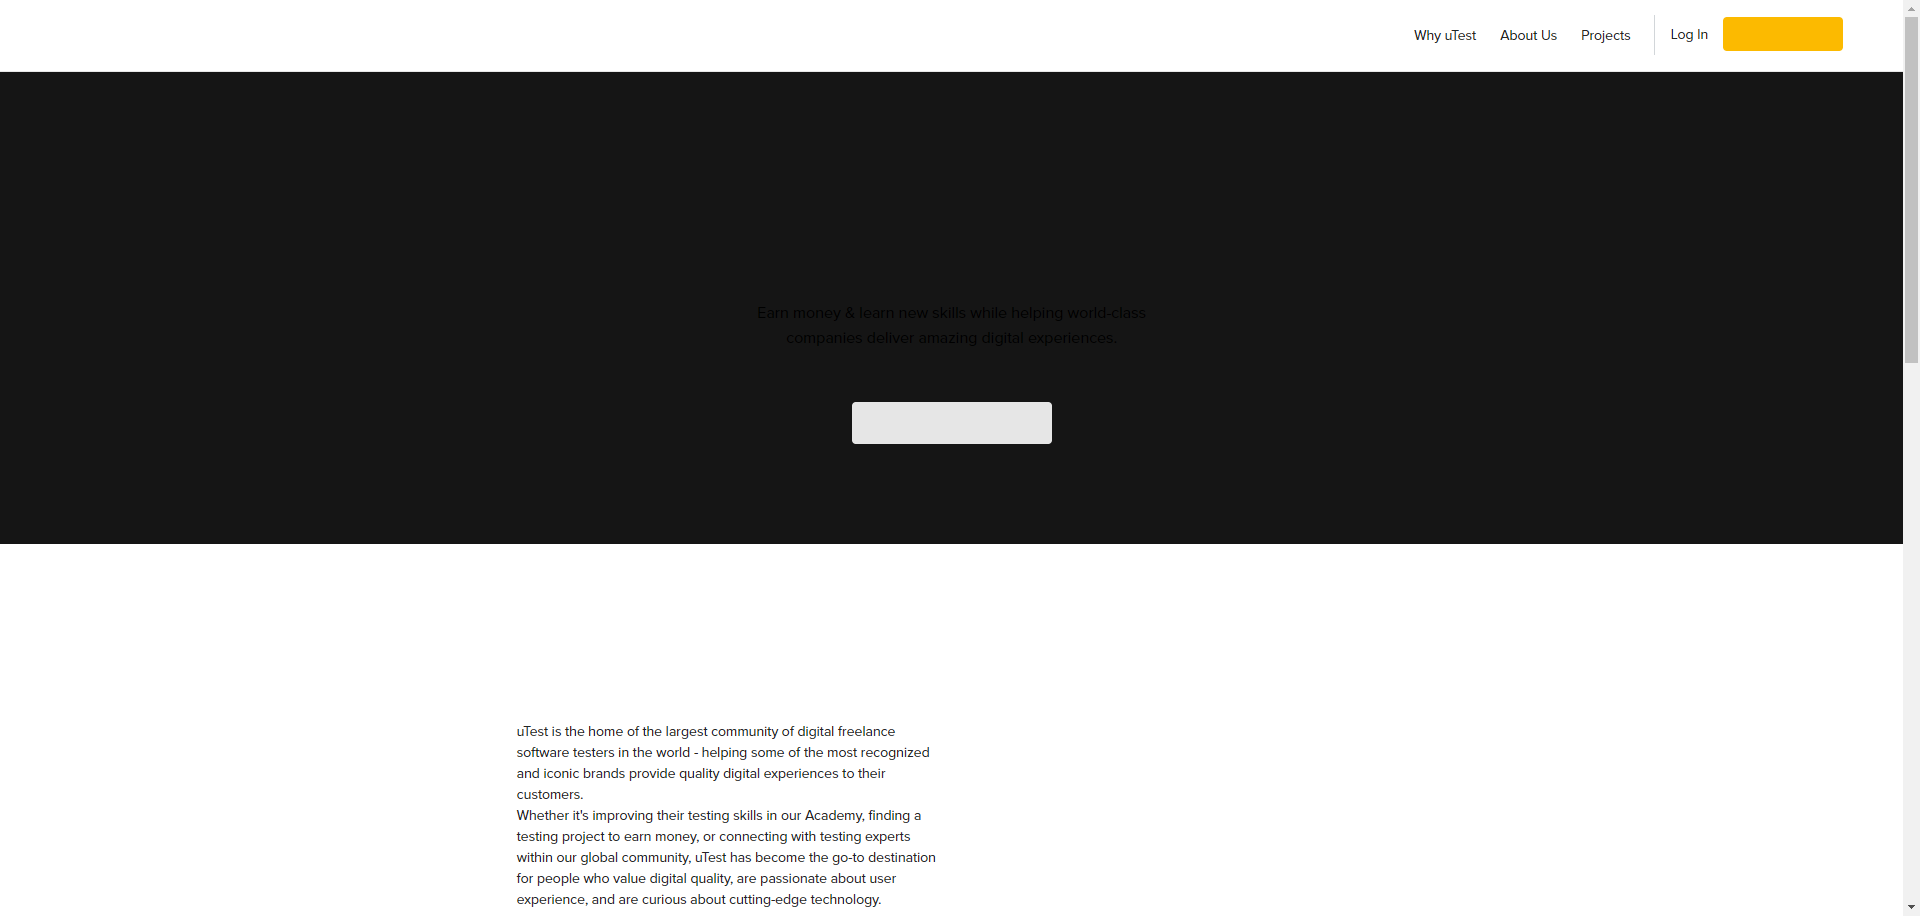 Why uTest About Us Projects Log In
Earn money & learn new skills while helping world-class
companies deliver amazing digital experiences.
uTest is the home of the largest community of digital freelance
software testers in the world - helping some of the most recognized
and iconic brands provide quality digital experiences to their
customers.
Whether it's improving their testing skills in our Academy, finding a
testing project to earn money, or connecting with testing experts
within our global community, uTest has become the go-to destination
for people who value digital quality, are passionate about user
experience, and are curious about cutting-edge technology.